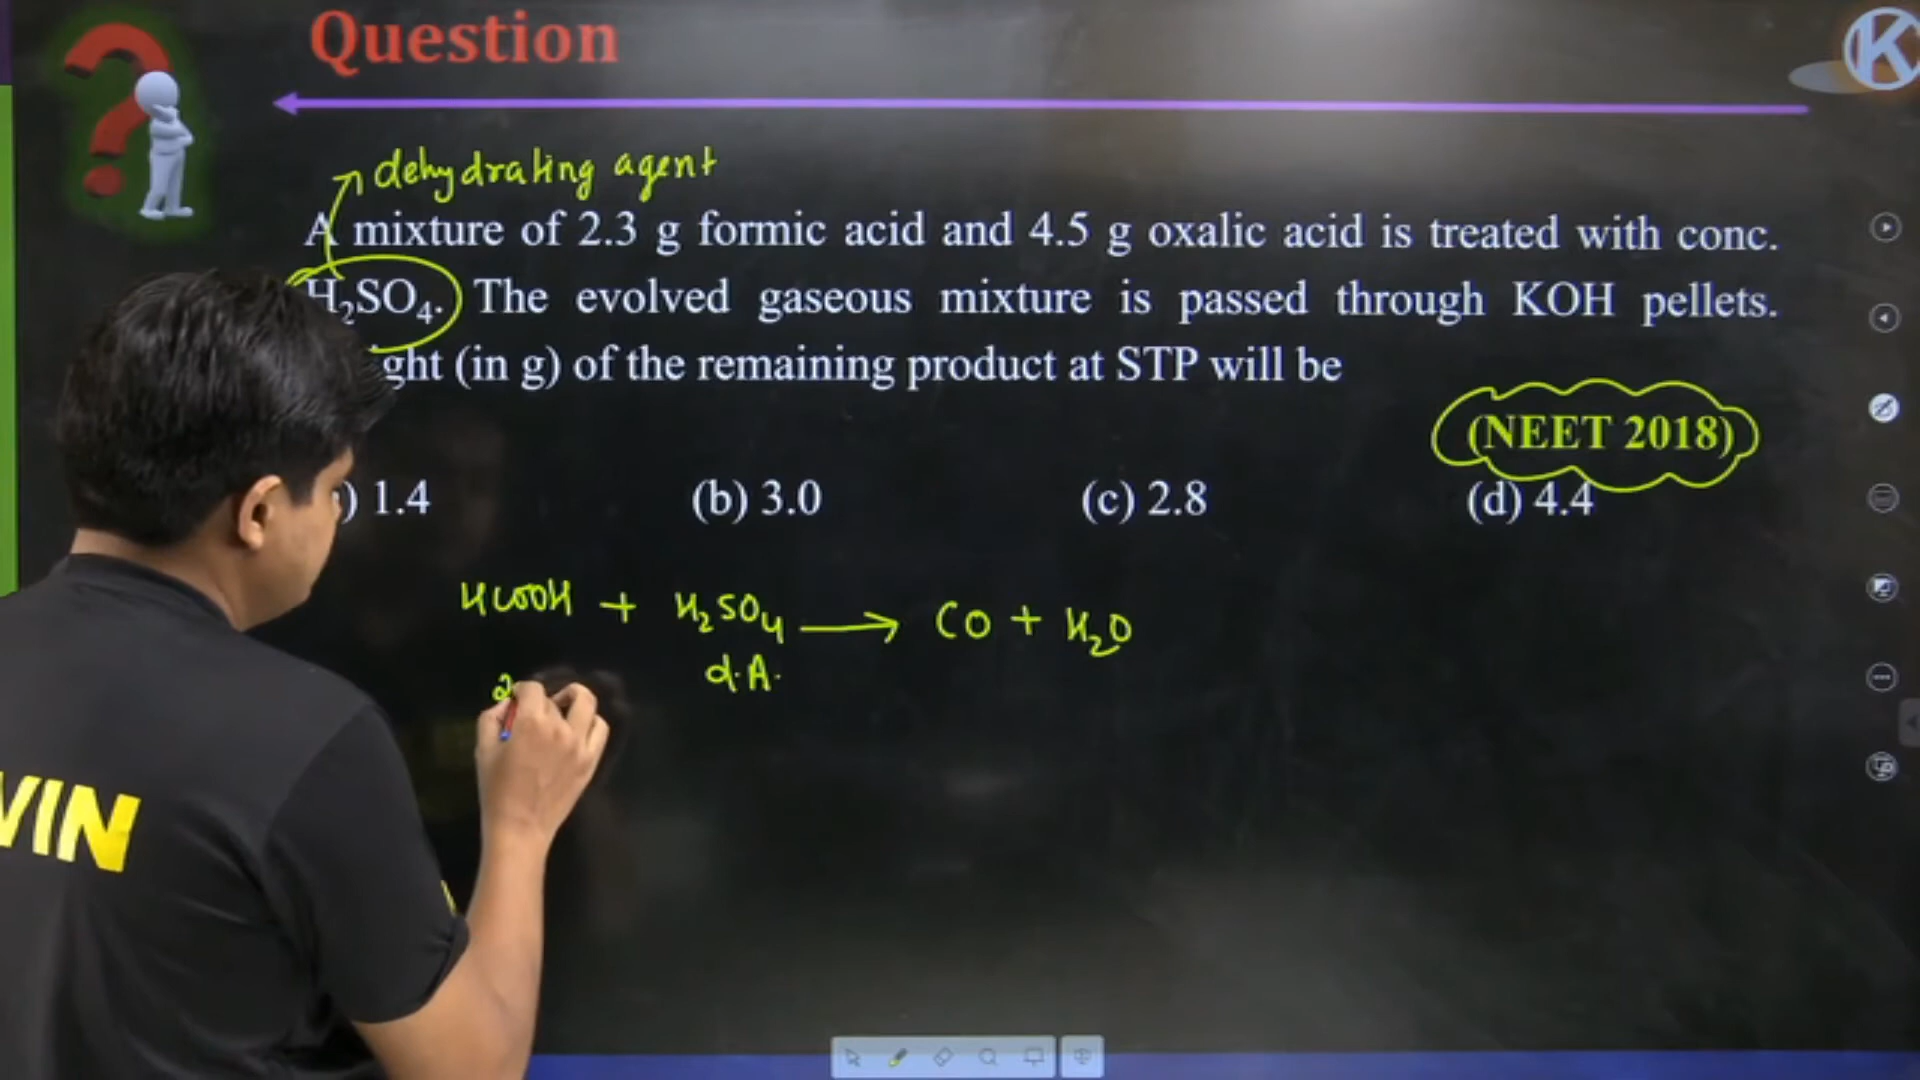 Question
K
dehydrating agent
A mixture of 2.3 g formic acid and 4.5 g oxalic acid is treated with conc.
H₂SO₄. The evolved gaseous mixture is passed through KOH pellets.
(in g) of the remaining product at STP will be
(NEET 2018)
) 1.4 (b) 3.0 (c) 2.8 (d) 4.4
HCOOH + H₂SO₄ ⟶ CO + H₂O
d.A.
2
VIN